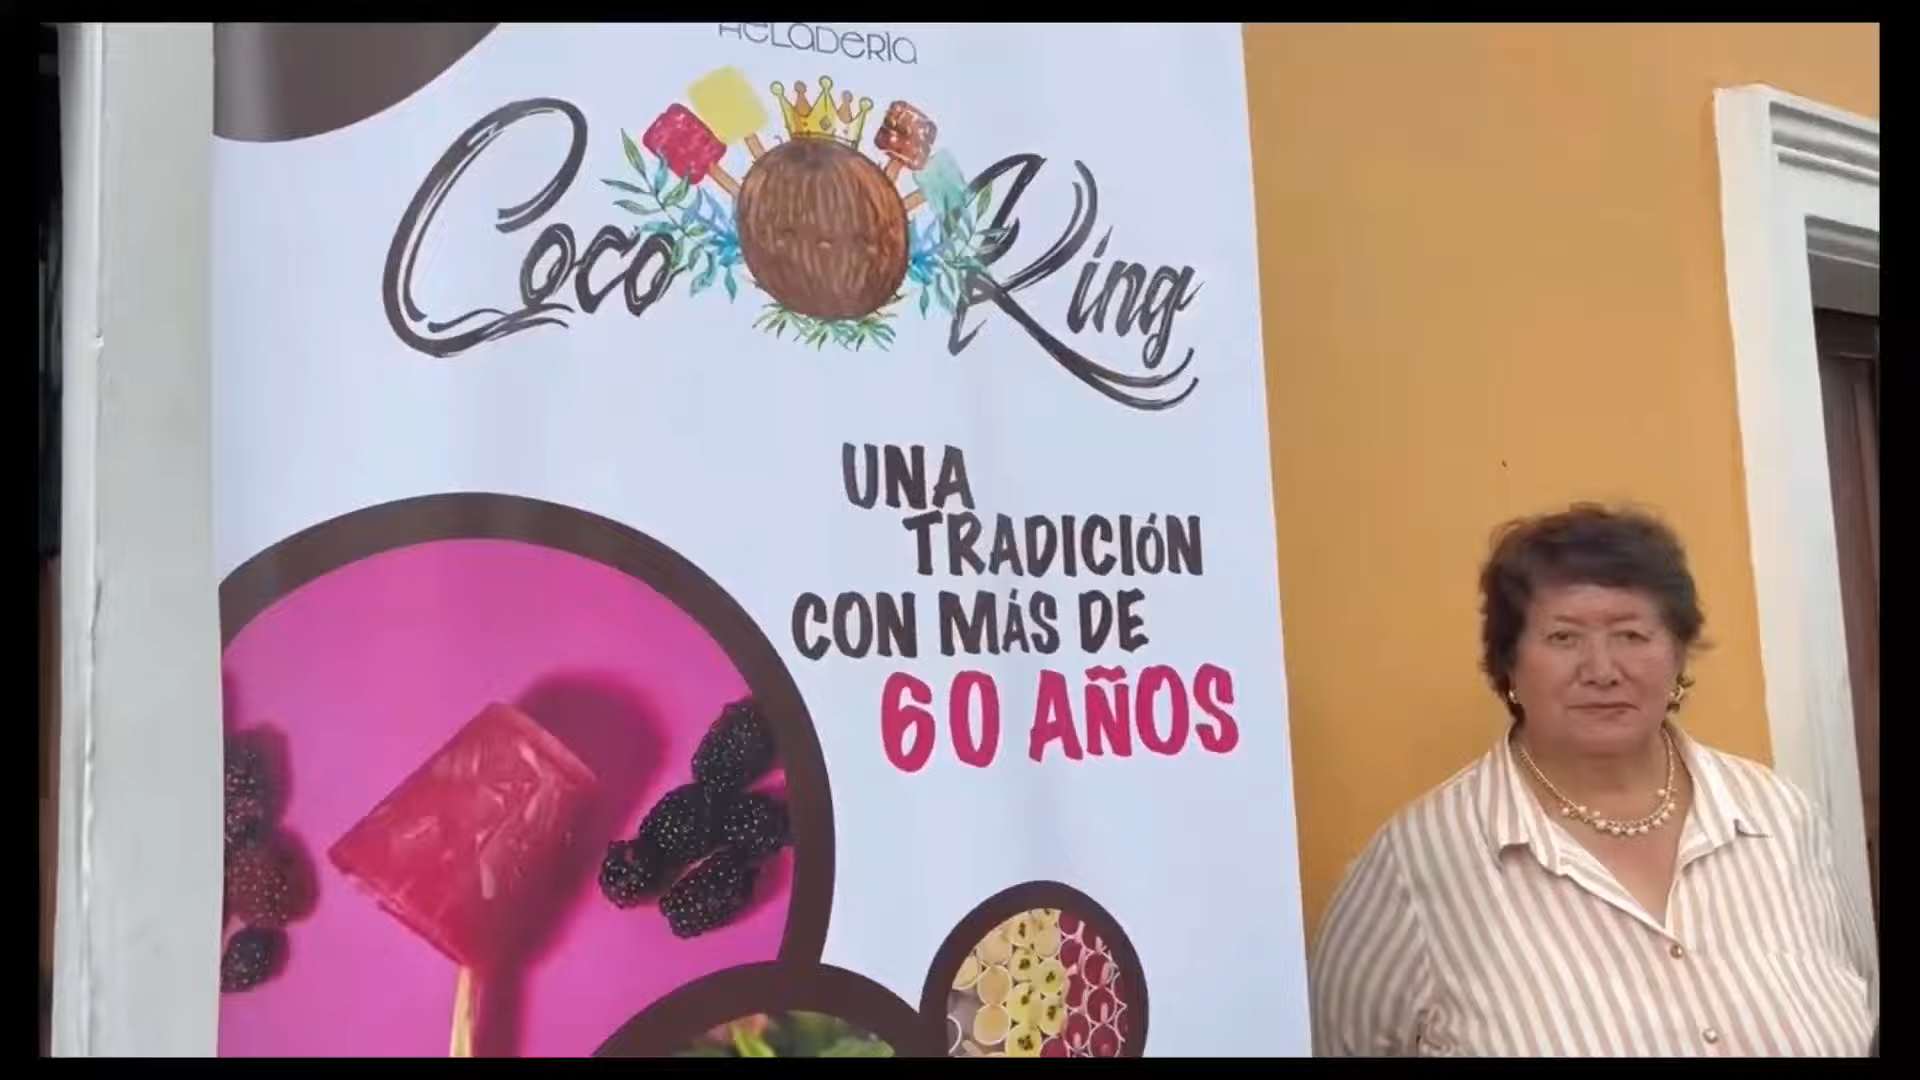 HeLaDeRIa
Coco King
UNA
TRADICIÓN
CON MÁS DE
60 AÑOS